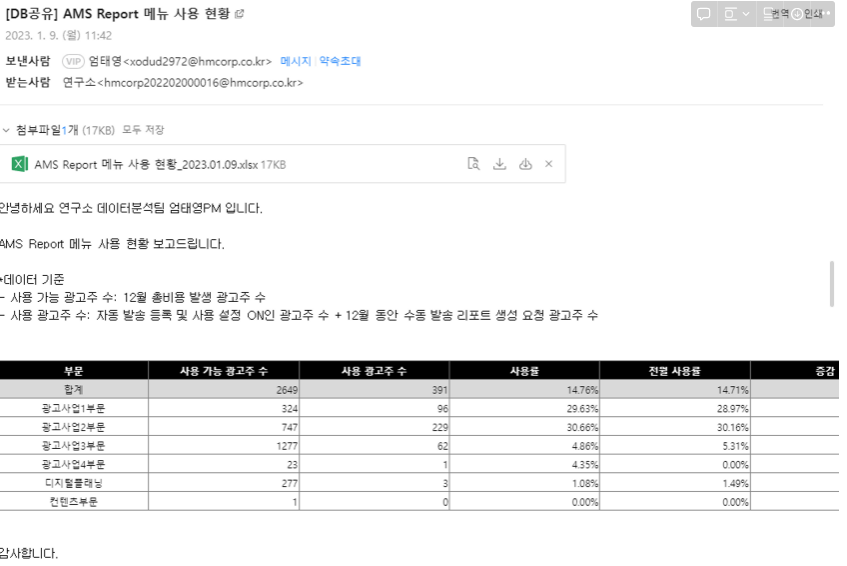 [DB공유] AMS Report 메뉴 사용 현황
번역 인쇄
2023. 1. 9. (월) 11:42
보낸사람 VIP 엄태영<xodud2972@hmcorp.co.kr> 메시지 약속초대
받는사람 연구소<hmcorp202202000016@hmcorp.co.kr>
첨부파일1개 (17KB) 모두 저장
AMS Report 메뉴 사용 현황_2023.01.09.xlsx 17KB
안녕하세요 연구소 데이터분석팀 엄태영PM 입니다.
AMS Report 메뉴 사용 현황 보고드립니다.
*데이터 기준
- 사용 가능 광고주 수: 12월 총비용 발생 광고주 수
- 사용 광고주 수: 자동 발송 등록 및 사용 설정 ON인 광고주 수 + 12월 동안 수동 발송 리포트 생성 요청 광고주 수
부문 사용 가능 광고주 수 사용 광고주 수 사용률 전월 사용률 증감
합계 2649 391 14.76% 14.71%
광고사업1부문 324 96 29.63% 28.97%
광고사업2부문 747 229 30.66% 30.16%
광고사업3부문 1277 62 4.86% 5.31%
광고사업4부문 23 1 4.35% 0.00%
디지털플래닝 277 3 1.08% 1.49%
컨텐츠부문 1 0 0.00% 0.00%
감사합니다.